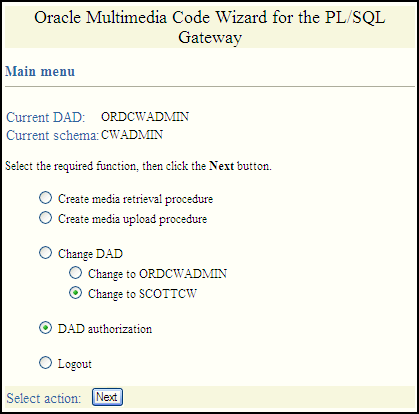 Oracle Multimedia Code Wizard for the PL/SQL
Gateway
Main menu
Current DAD: ORDCWADMIN
Current schema: CWADMIN
Select the required function, then click the Next button.
Create media retrieval procedure
Create media upload procedure
Change DAD
Change to ORDCWADMIN
Change to SCOTTCW
DAD authorization
Logout
Select action: Next